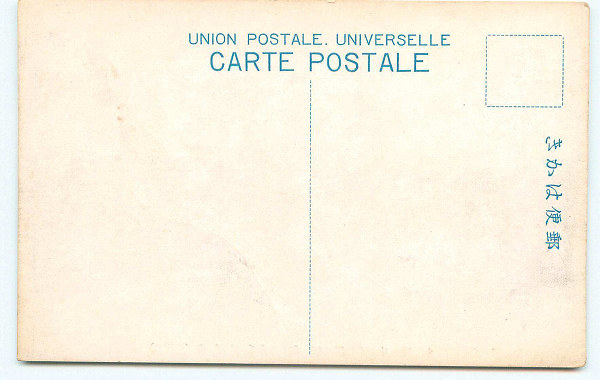 UNION POSTALE. UNIVERSELLE
CARTE POSTALE
郵便はかき